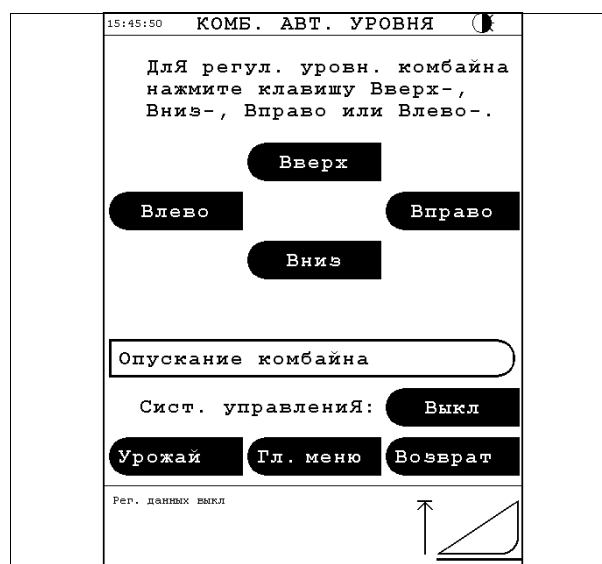 15:45:50 КОМБ. АВТ. УРОВНЯ
ДлЯ регул. уровн. комбайна
нажмите клавишу Вверх-,
Вниз-, Вправо или Влево-.
Вверх
Влево Вправо
Вниз
Опускание комбайна
Сист. управлениЯ: Выкл
Урожай Гл. меню Возврат
Рег. данных выкл